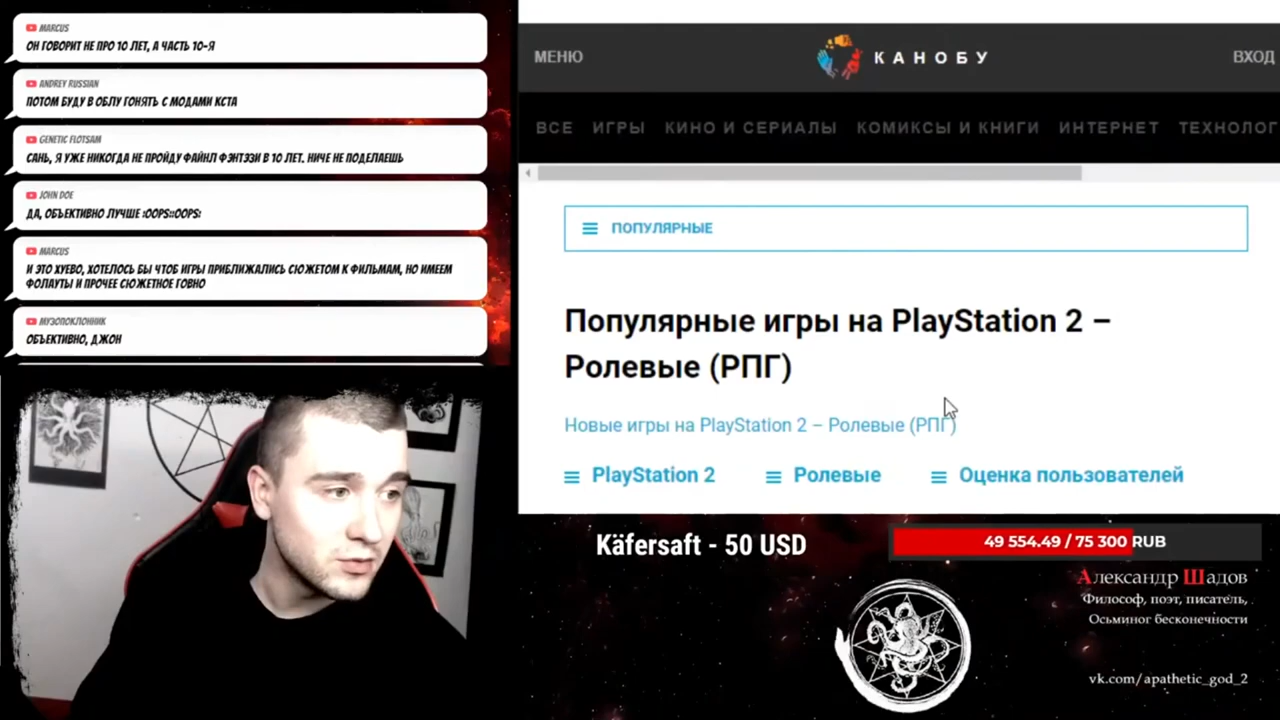 MARCUS
ОН ГОВОРИТ НЕ ПРО 10 ЛЕТ, А ЧАСТЬ 10-Я
ANDREY RUSSIAN
ПОТОМ БУДУ В ОБЛУ ГОНЯТЬ С МОДАМИ КСТА
GENETIC FLOTSAM
САНЬ, Я УЖЕ НИКОГДА НЕ ПРОЙДУ ФАЙНЛ ФЭНТЭЗИ В 10 ЛЕТ. НИЧЕ НЕ ПОДЕЛАЕШЬ
JOHN DOE
ДА, ОБЪЕКТИВНО ЛУЧШЕ :OOPS::OOPS:
MARCUS
И ЭТО ХУЕВО, ХОТЕЛОСЬ БЫ ЧТОБ ИГРЫ ПРИБЛИЖАЛИСЬ СЮЖЕТОМ К ФИЛЬМАМ, НО ИМЕЕМ
ФОЛАУТЫ И ПРОЧЕЕ СЮЖЕТНОЕ ГОВНО
МУЗОПОКЛОННИК
ОБЪЕКТИВНО, ДЖОН
МЕНЮ
КАНОБУ
ВХОД
ВСЕ ИГРЫ КИНО И СЕРИАЛЫ КОМИКСЫ И КНИГИ ИНТЕРНЕТ ТЕХНОЛОГ
ПОПУЛЯРНЫЕ
Популярные игры на PlayStation 2 –
Ролевые (РПГ)
Новые игры на PlayStation 2 – Ролевые (РПГ)
PlayStation 2 Ролевые Оценка пользователей
Käfersaft - 50 USD
49 554.49 / 75 300 RUB
Александр Шадов
Философ, поэт, писатель,
Осьминог бесконечности
vk.com/apathetic_god_2